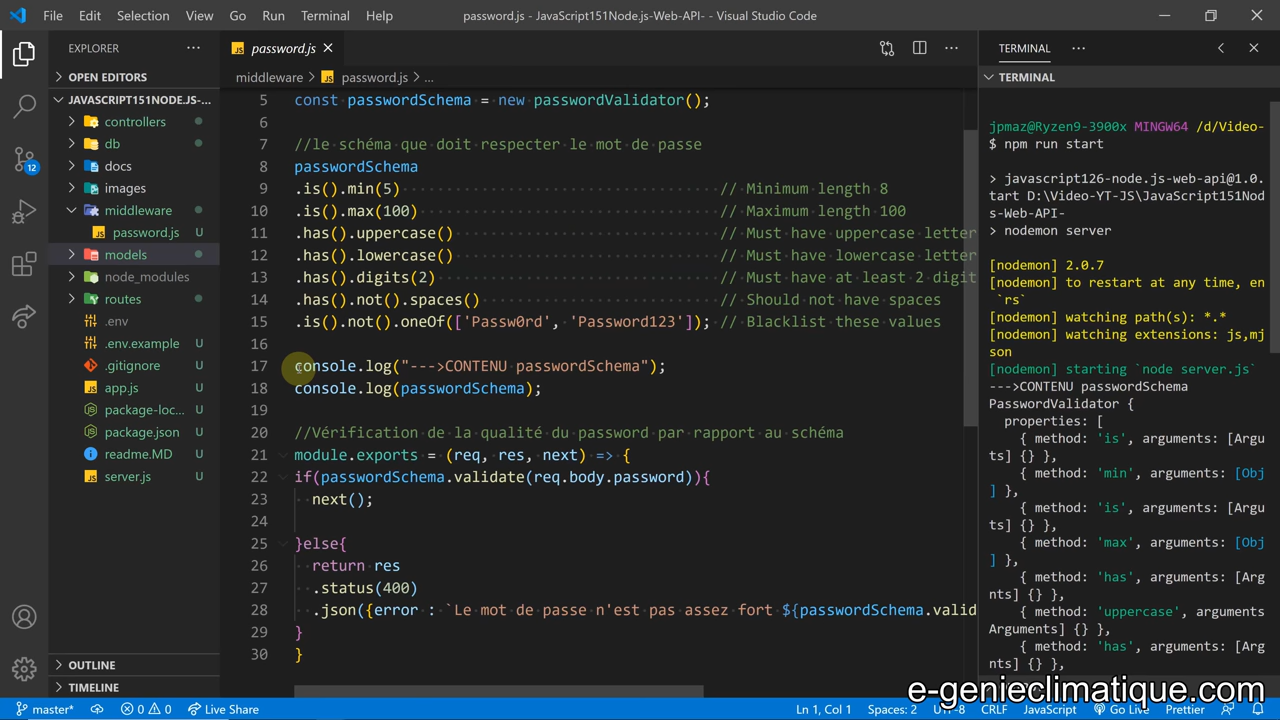 File Edit Selection View Go Run Terminal Help password.js - JavaScript151Node.js-Web-API- - Visual Studio Code
EXPLORER
OPEN EDITORS
JAVASCRIPT151NODE.JS-...
controllers
db
docs
images
middleware
password.js U
models
node_modules
routes
.env
.env.example U
.gitignore U
app.js U
package-loc... U
package.json U
readme.MD U
server.js U
OUTLINE
TIMELINE
12
password.js
middleware > password.js > ...
5 const passwordSchema = new passwordValidator();
6
7 //le schéma que doit respecter le mot de passe
8 passwordSchema
9 .is().min(5) // Minimum length 8
10 .is().max(100) // Maximum length 100
11 .has().uppercase() // Must have uppercase letter
12 .has().lowercase() // Must have lowercase letter
13 .has().digits(2) // Must have at least 2 digit
14 .has().not().spaces() // Should not have spaces
15 .is().not().oneOf(['Passw0rd', 'Password123']); // Blacklist these values
16
17 console.log("--->CONTENU passwordSchema");
18 console.log(passwordSchema);
19
20 //Vérification de la qualité du password par rapport au schéma
21 module.exports = (req, res, next) => {
22 if(passwordSchema.validate(req.body.password)){
23 next();
24
25 }else{
26 return res
27 .status(400)
28 .json({error : `Le mot de passe n'est pas assez fort ${passwordSchema.valid
29 }
30 }
TERMINAL
TERMINAL
jpmaz@Ryzen9-3900x MINGW64 /d/Video-
$ npm run start
> javascript126-node.js-web-api@1.0.
tart D:\Video-YT-JS\JavaScript151Nod
s-Web-API-
> nodemon server
[nodemon] 2.0.7
[nodemon] to restart at any time, en
`rs`
[nodemon] watching path(s): *.*
[nodemon] watching extensions: js,mj
json
[nodemon] starting `node server.js`
--->CONTENU passwordSchema
PasswordValidator {
properties: [
{ method: 'is', arguments: [Argu
ts] {} },
{ method: 'min', arguments: [Obj
] },
{ method: 'is', arguments: [Argu
ts] {} },
{ method: 'max', arguments: [Obj
] },
{ method: 'has', arguments: [Arg
nts] {} },
{ method: 'uppercase', arguments
Arguments] {} },
{ method: 'has', arguments: [Arg
nts] {} },
e-genieclimatique.com
master* 0 0 Live Share Ln 1, Col 1 Spaces: 2 UTF-8 CRLF JavaScript Go Live Prettier